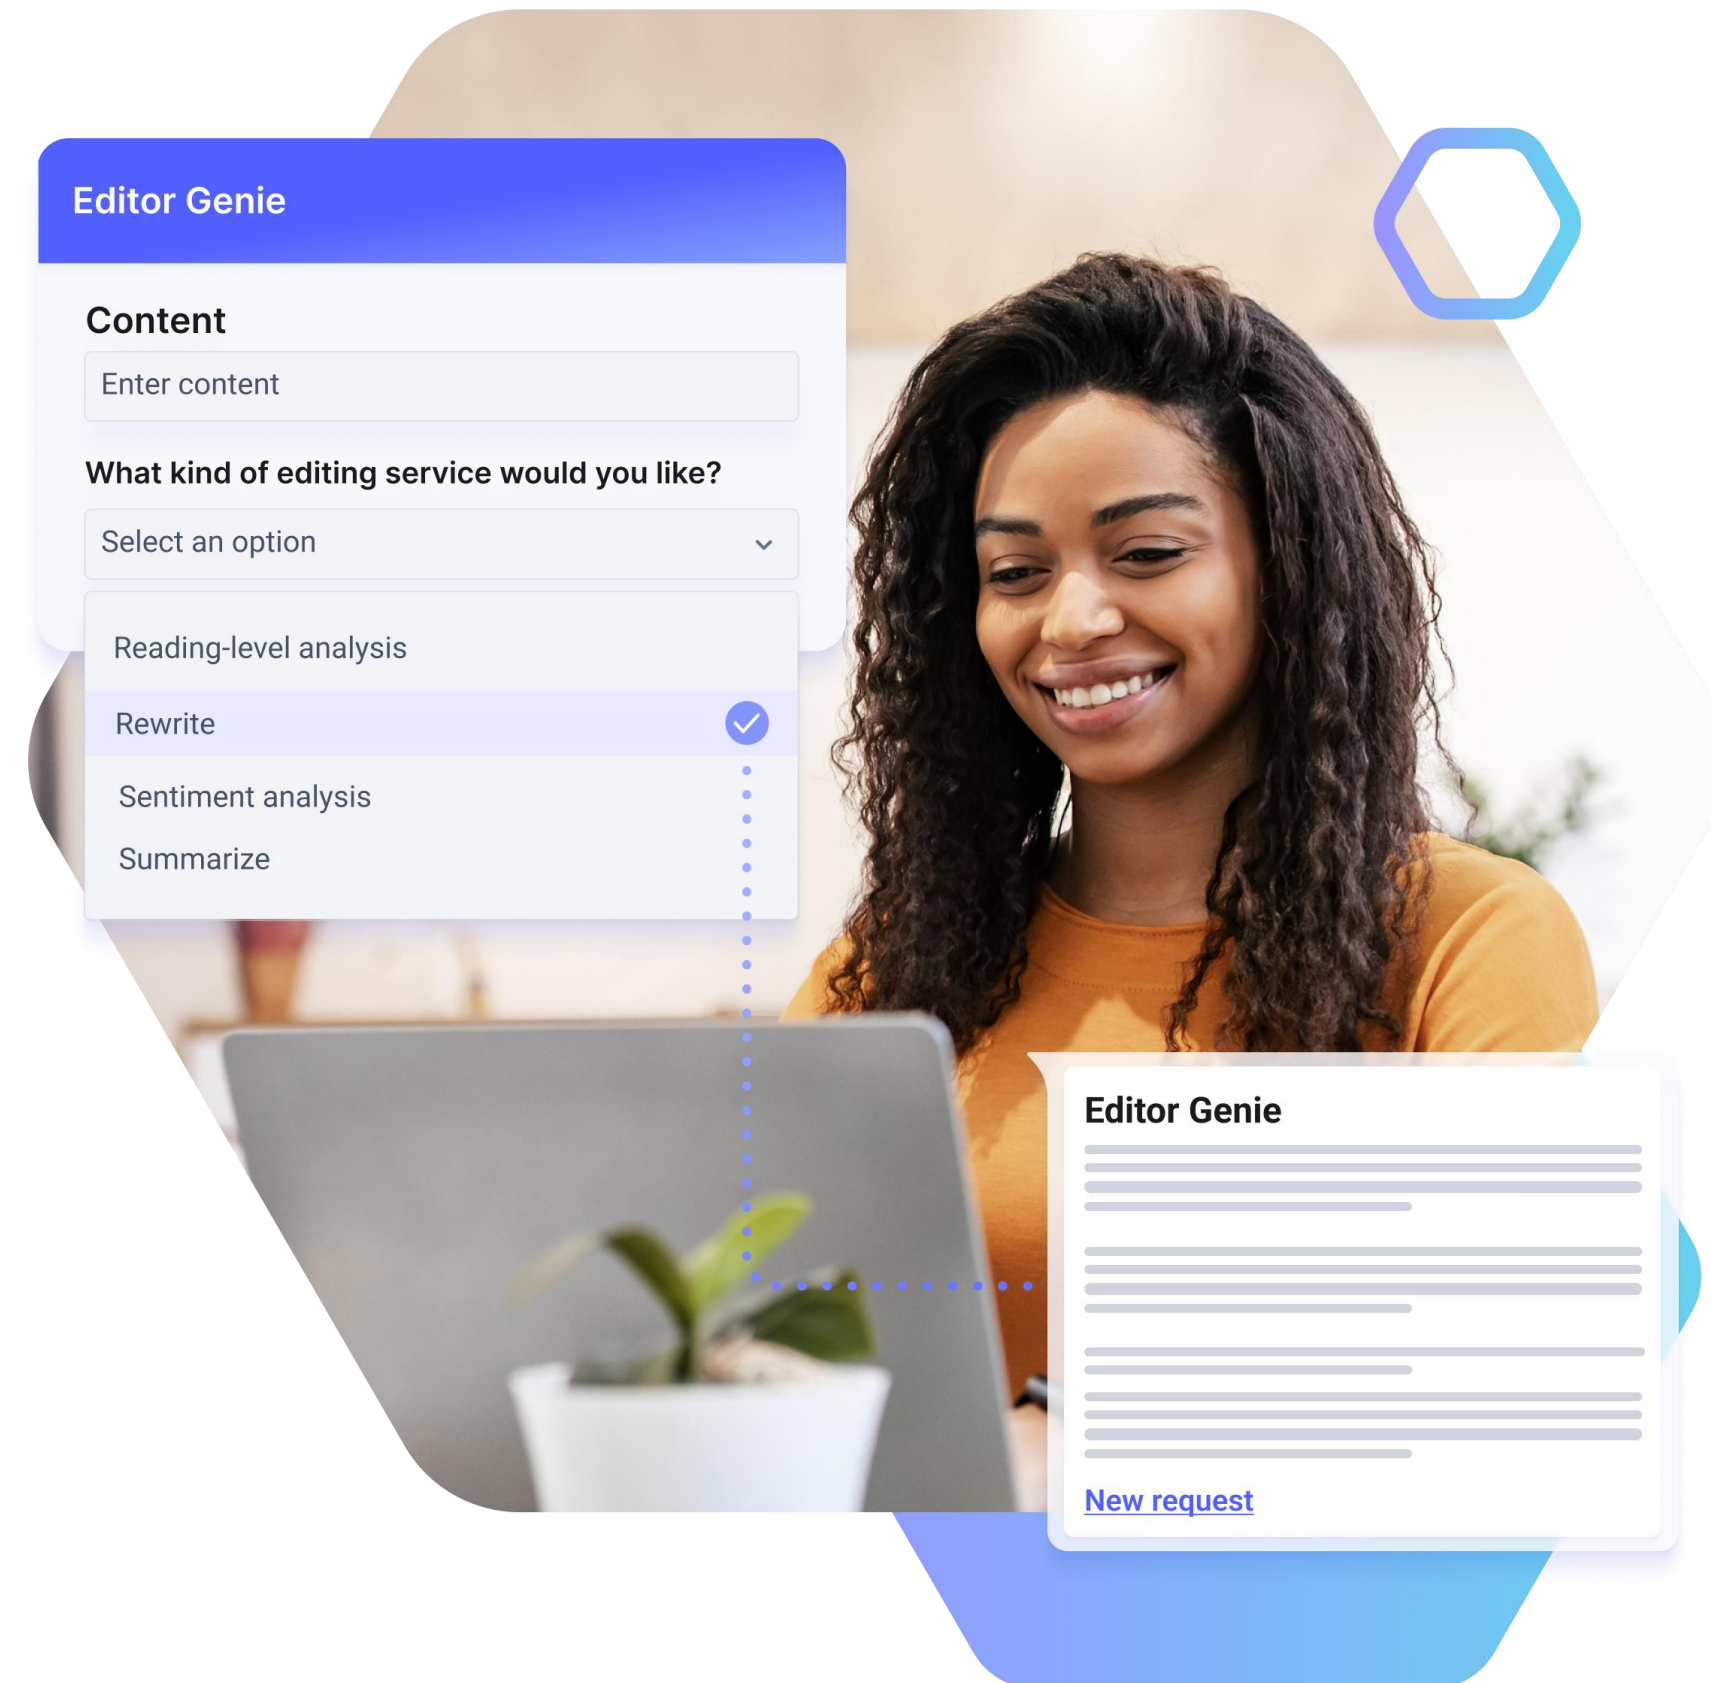 Editor Genie
Content
Enter content
What kind of editing service would you like?
Select an option
Reading-level analysis
Rewrite
Sentiment analysis
Summarize
Editor Genie
New request